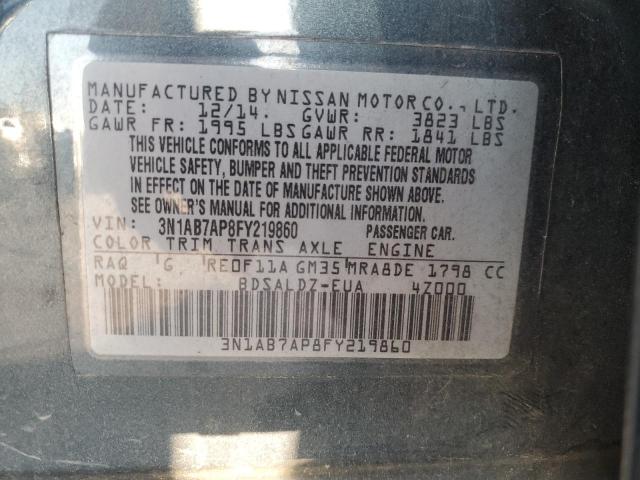 MANUFACTURED BY NISSAN MOTOR CO., LTD.
DATE: 12/14. GVWR: 3823 LBS
GAWR FR: 1995 LBS GAWR RR: 1841 LBS
THIS VEHICLE CONFORMS TO ALL APPLICABLE FEDERAL MOTOR
VEHICLE SAFETY, BUMPER AND THEFT PREVENTION STANDARDS
IN EFFECT ON THE DATE OF MANUFACTURE SHOWN ABOVE.
SEE OWNER'S MANUAL FOR ADDITIONAL INFORMATION.
VIN: 3N1AB7AP8FY219860 PASSENGER CAR.
COLOR TRIM TRANS AXLE ENGINE
RAQ G RE0F11A GM35 MRA8DE 1798 CC
MODEL: BDSALDZ-EUA 4Z000
3N1AB7AP8FY219860